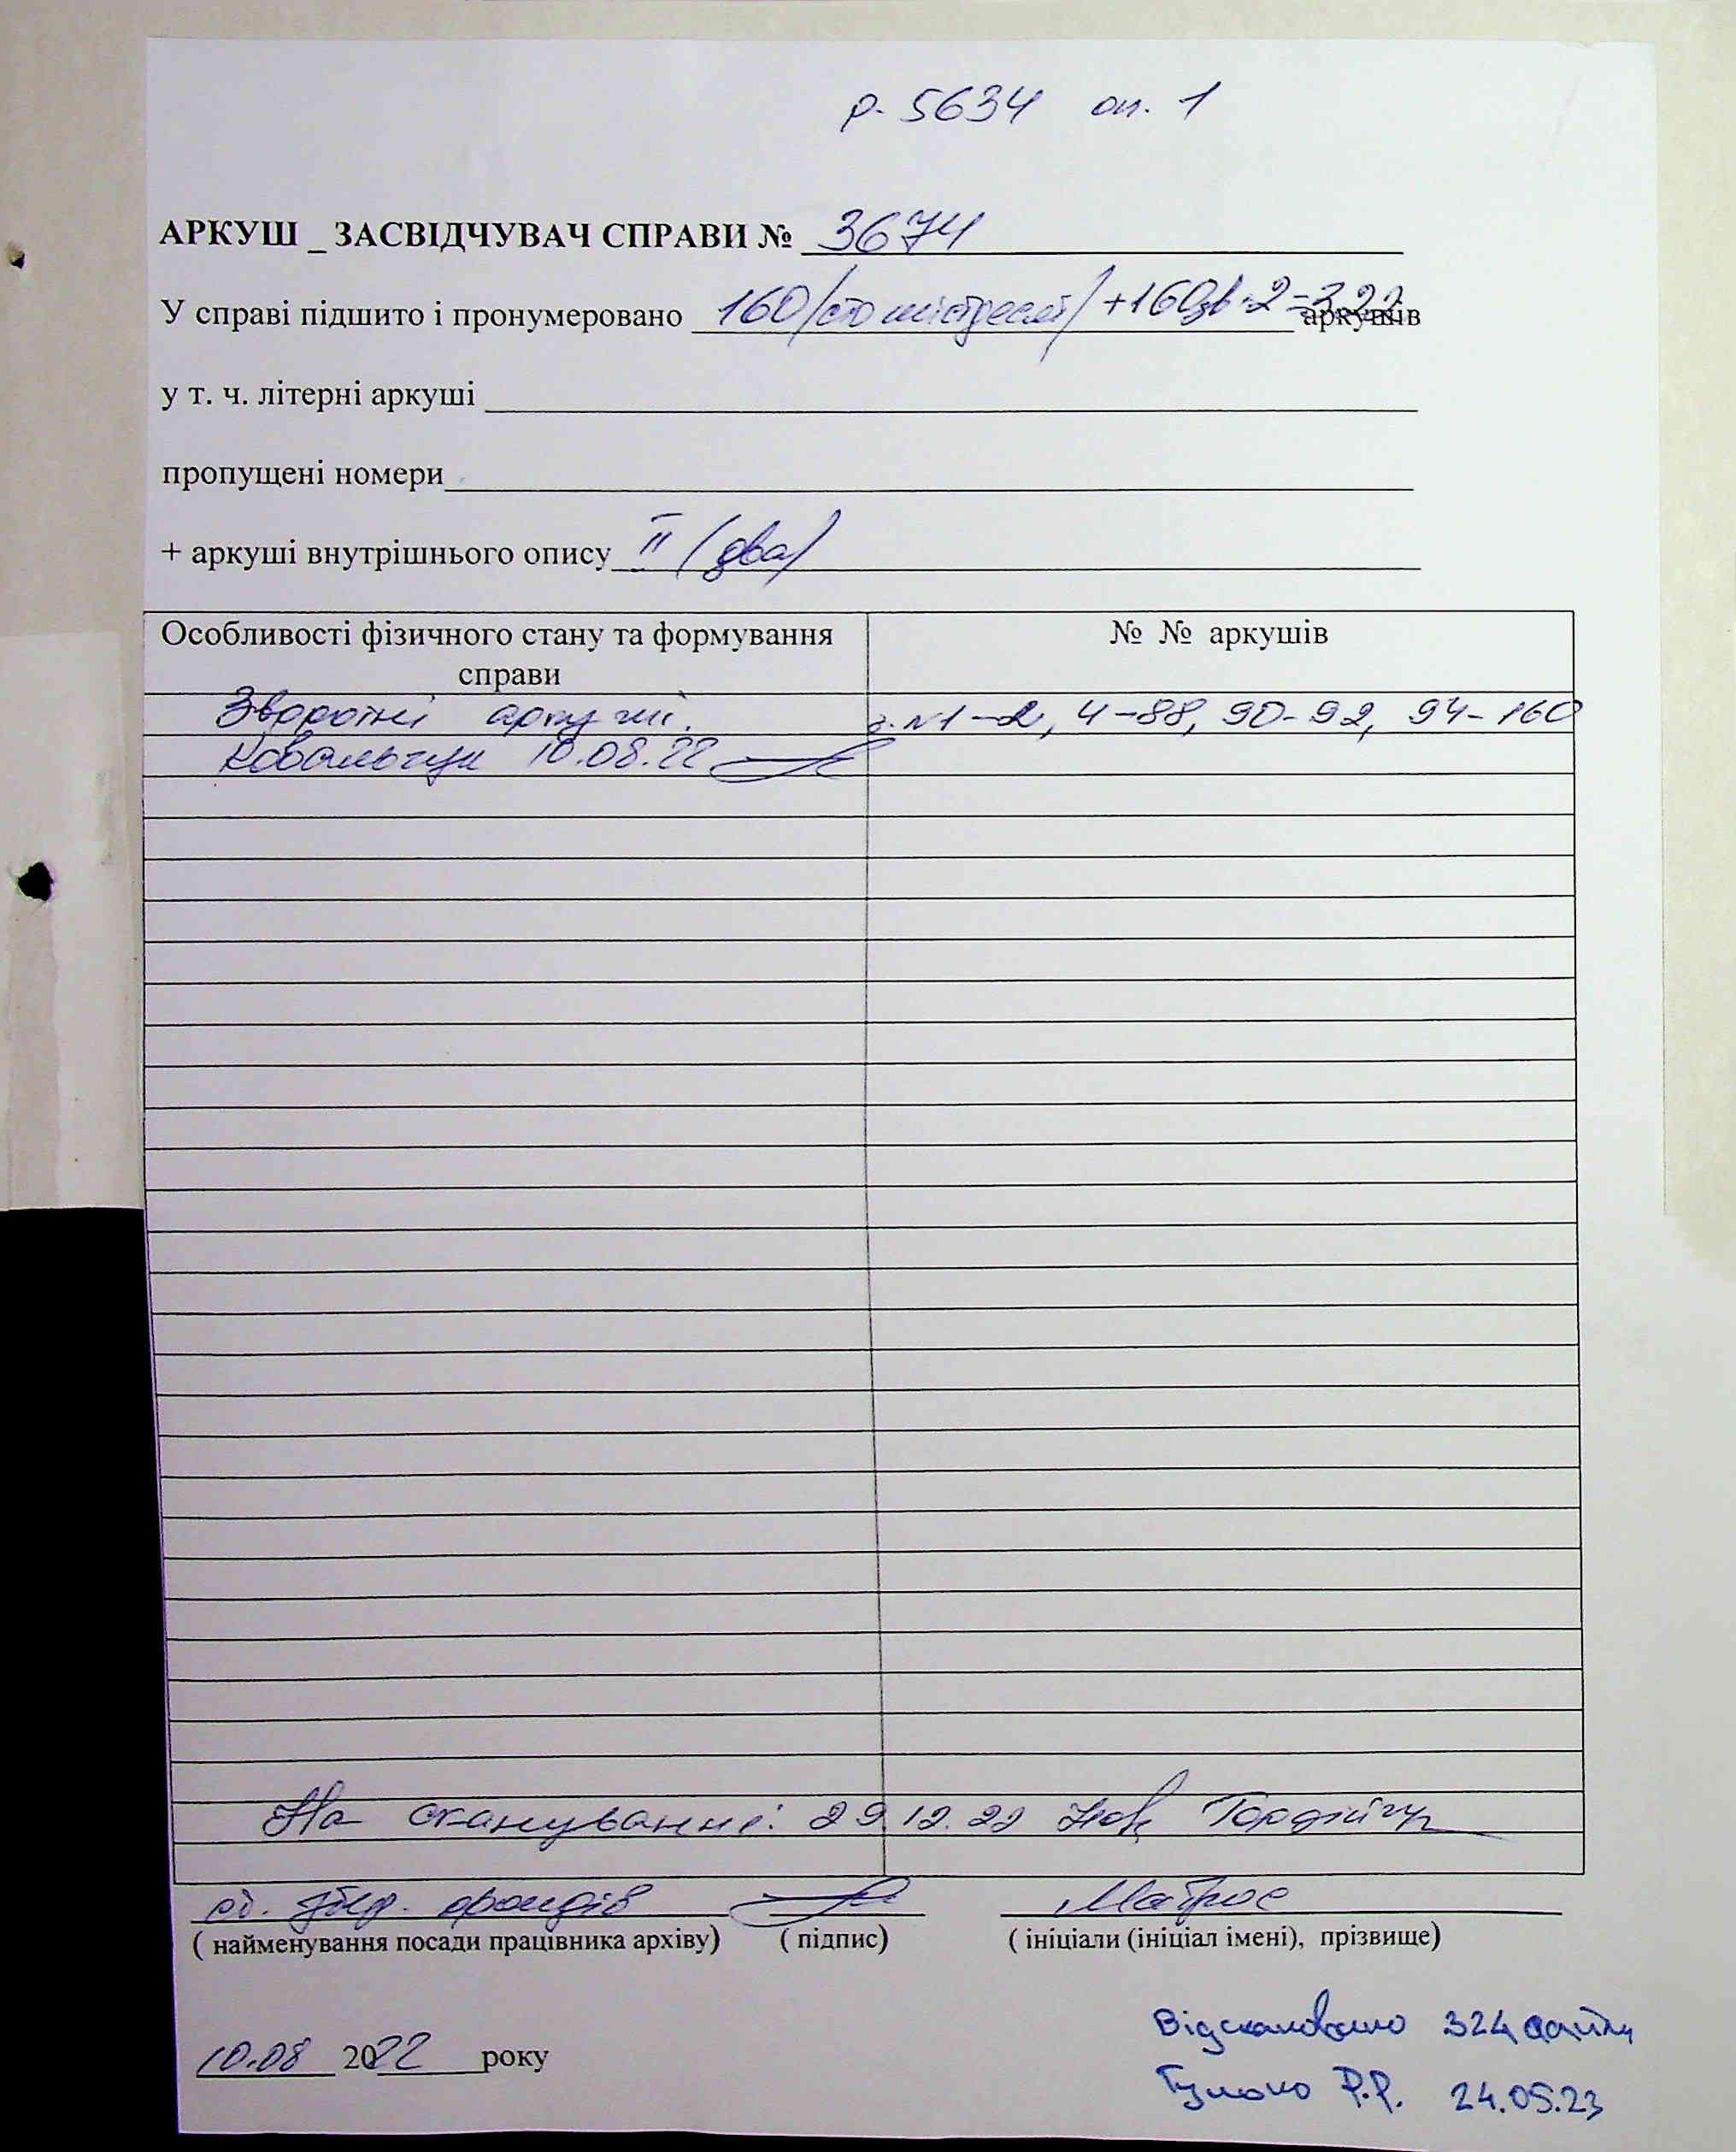 р- 5634 оп. 1
АРКУШ _ ЗАСВІДЧУВАЧ СПРАВИ № 3674
У справі підшито і пронумеровано 160 /сто шістдесят/ +160зв+2=322 аркушів
у т. ч. літерні аркуші
пропущені номери
+ аркуші внутрішнього опису II (два)
Особливості фізичного стану та формування справи
№ № аркушів
Зворотні аркуші. 1-2, 4-88, 90-92, 94-160
Ковальчук 10.08.22
На сканування: 29.12.22 Гордійчук
ст. фондів Матрос
( найменування посади працівника архіву) ( підпис) ( ініціали (ініціал імені), прізвище)
Відскановано 324 файли
10.08 2022 року
Р.Р. 24.05.23